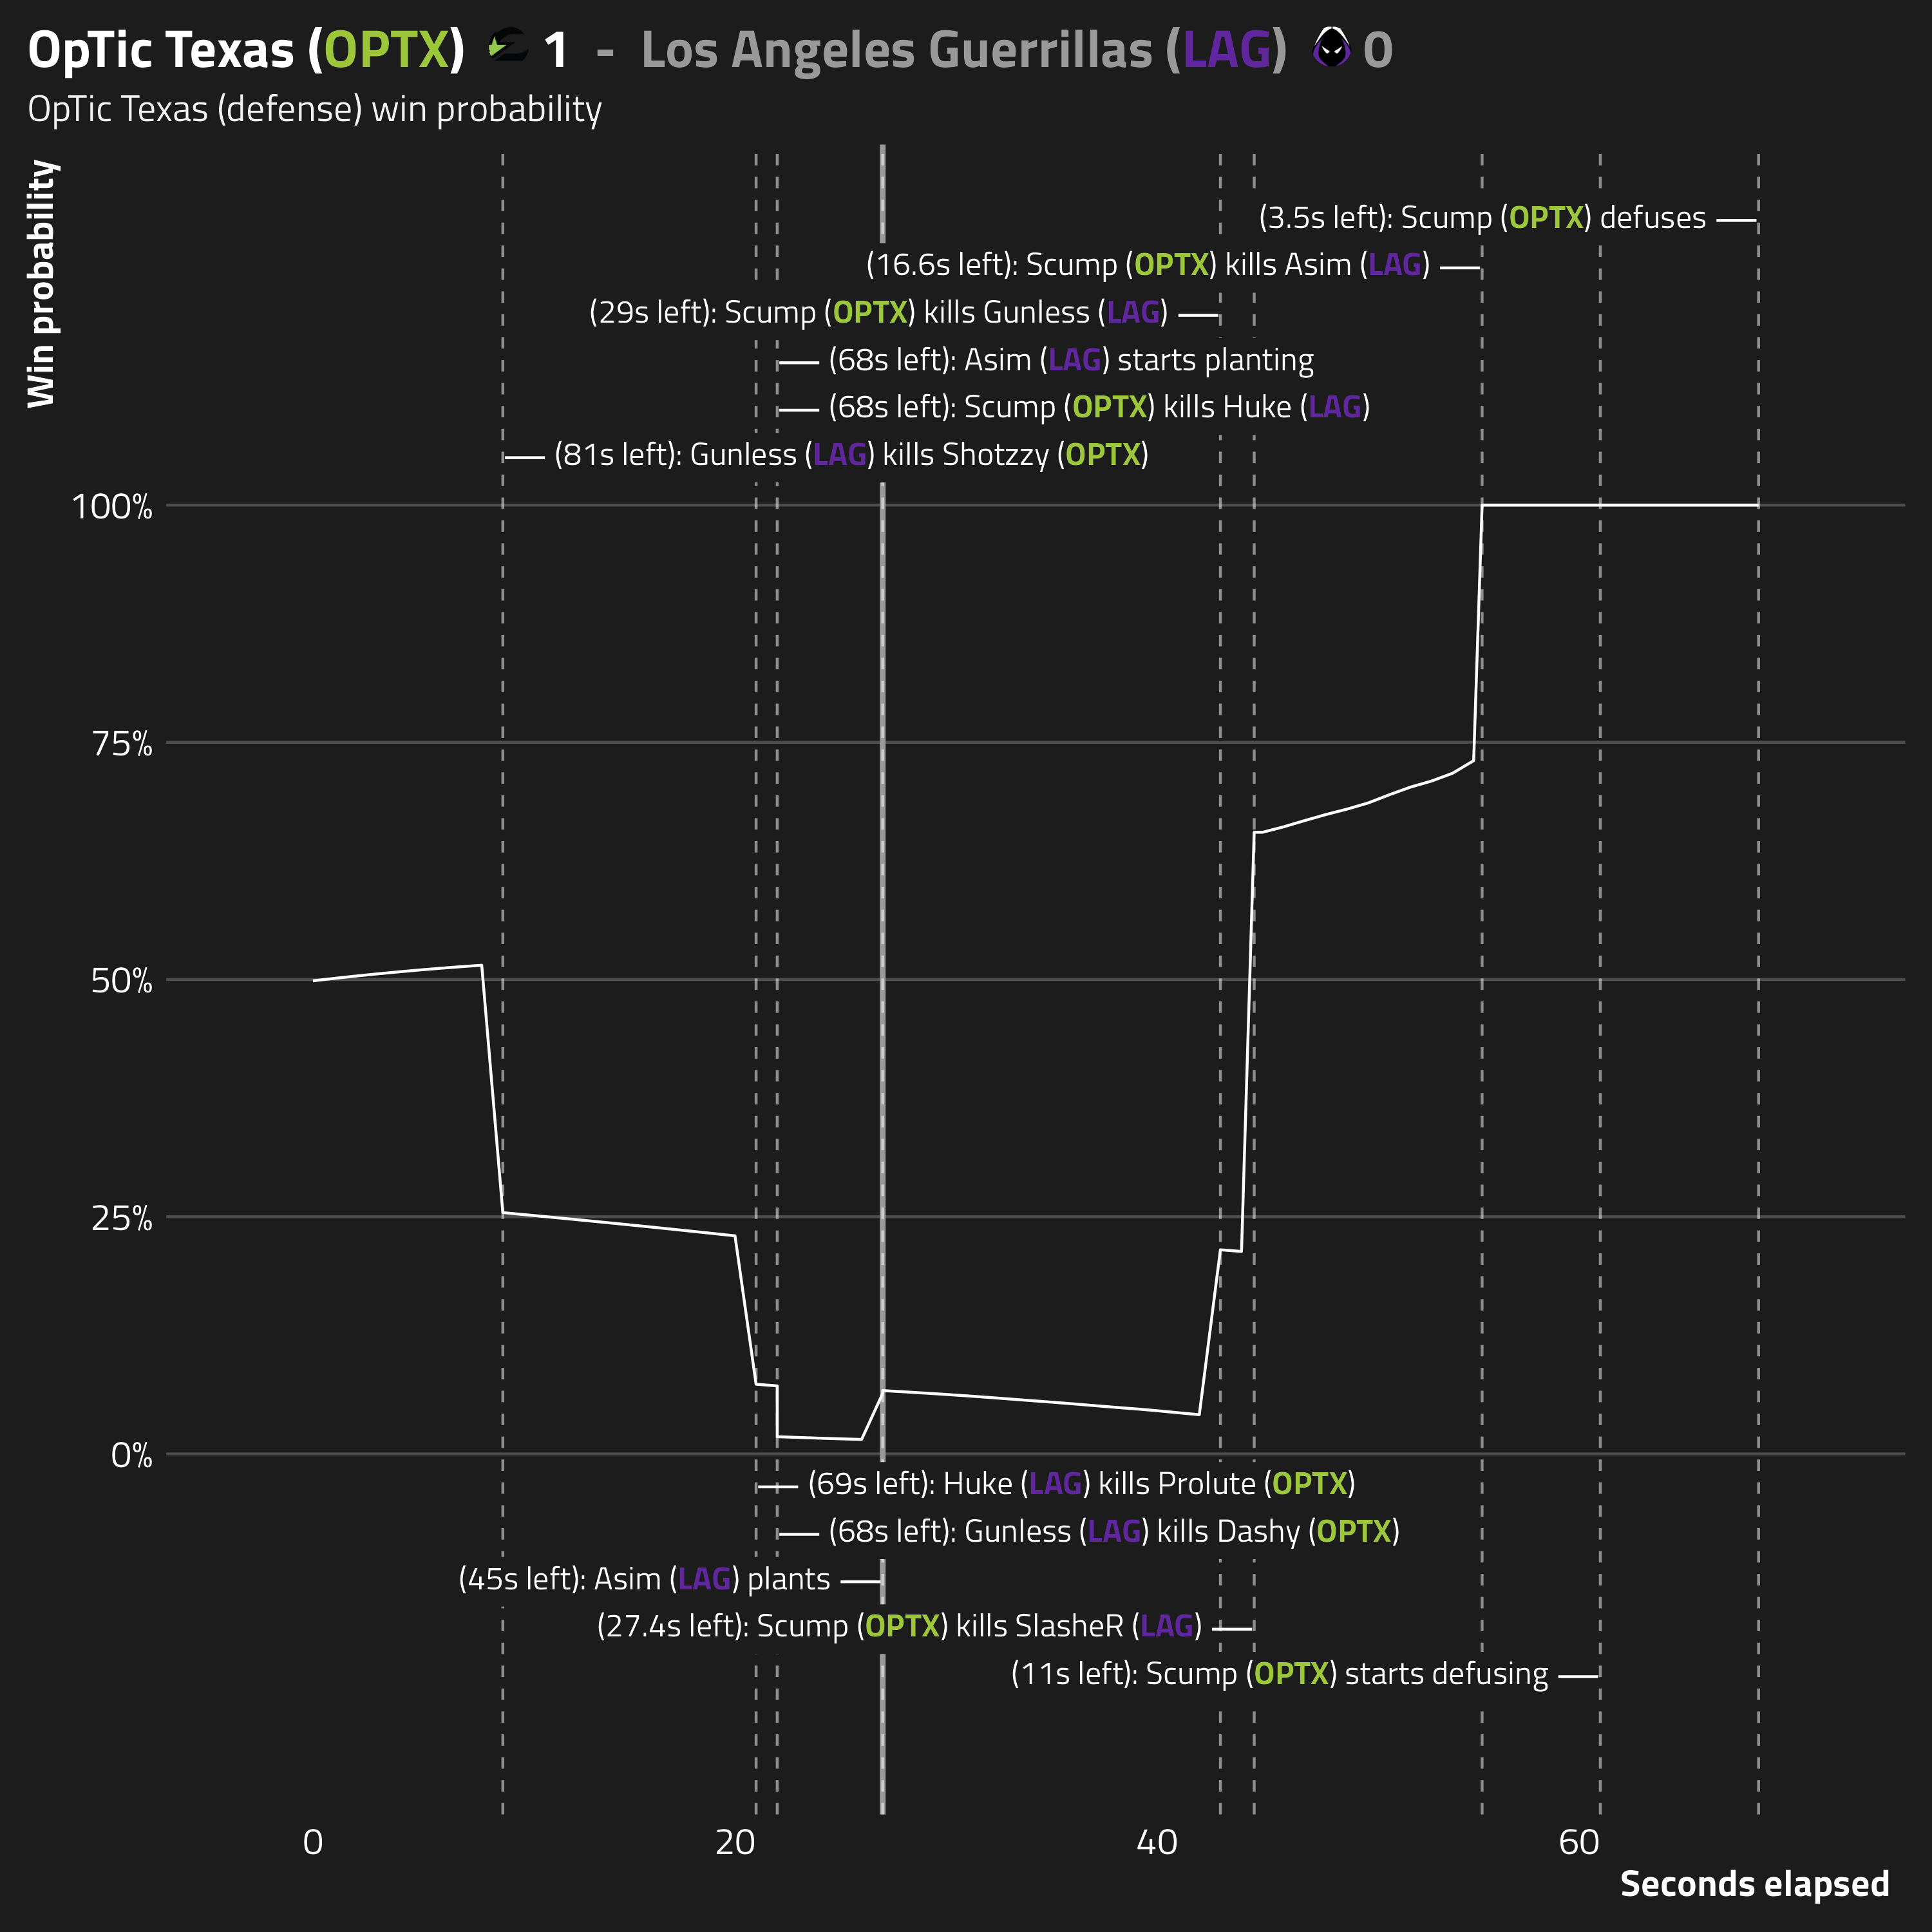 OpTic Texas (OPTX) 1 - Los Angeles Guerrillas (LAG) 0
OpTic Texas (defense) win probability
Win probability
(3.5s left): Scump (OPTX) defuses
(16.6s left): Scump (OPTX) kills Asim (LAG)
(29s left): Scump (OPTX) kills Gunless (LAG)
(68s left): Asim (LAG) starts planting
(68s left): Scump (OPTX) kills Huke (LAG)
(81s left): Gunless (LAG) kills Shotzzy (OPTX)
100%
75%
50%
25%
0%
(69s left): Huke (LAG) kills Prolute (OPTX)
(68s left): Gunless (LAG) kills Dashy (OPTX)
(45s left): Asim (LAG) plants
(27.4s left): Scump (OPTX) kills SlasheR (LAG)
(11s left): Scump (OPTX) starts defusing
0 20 40 60
Seconds elapsed